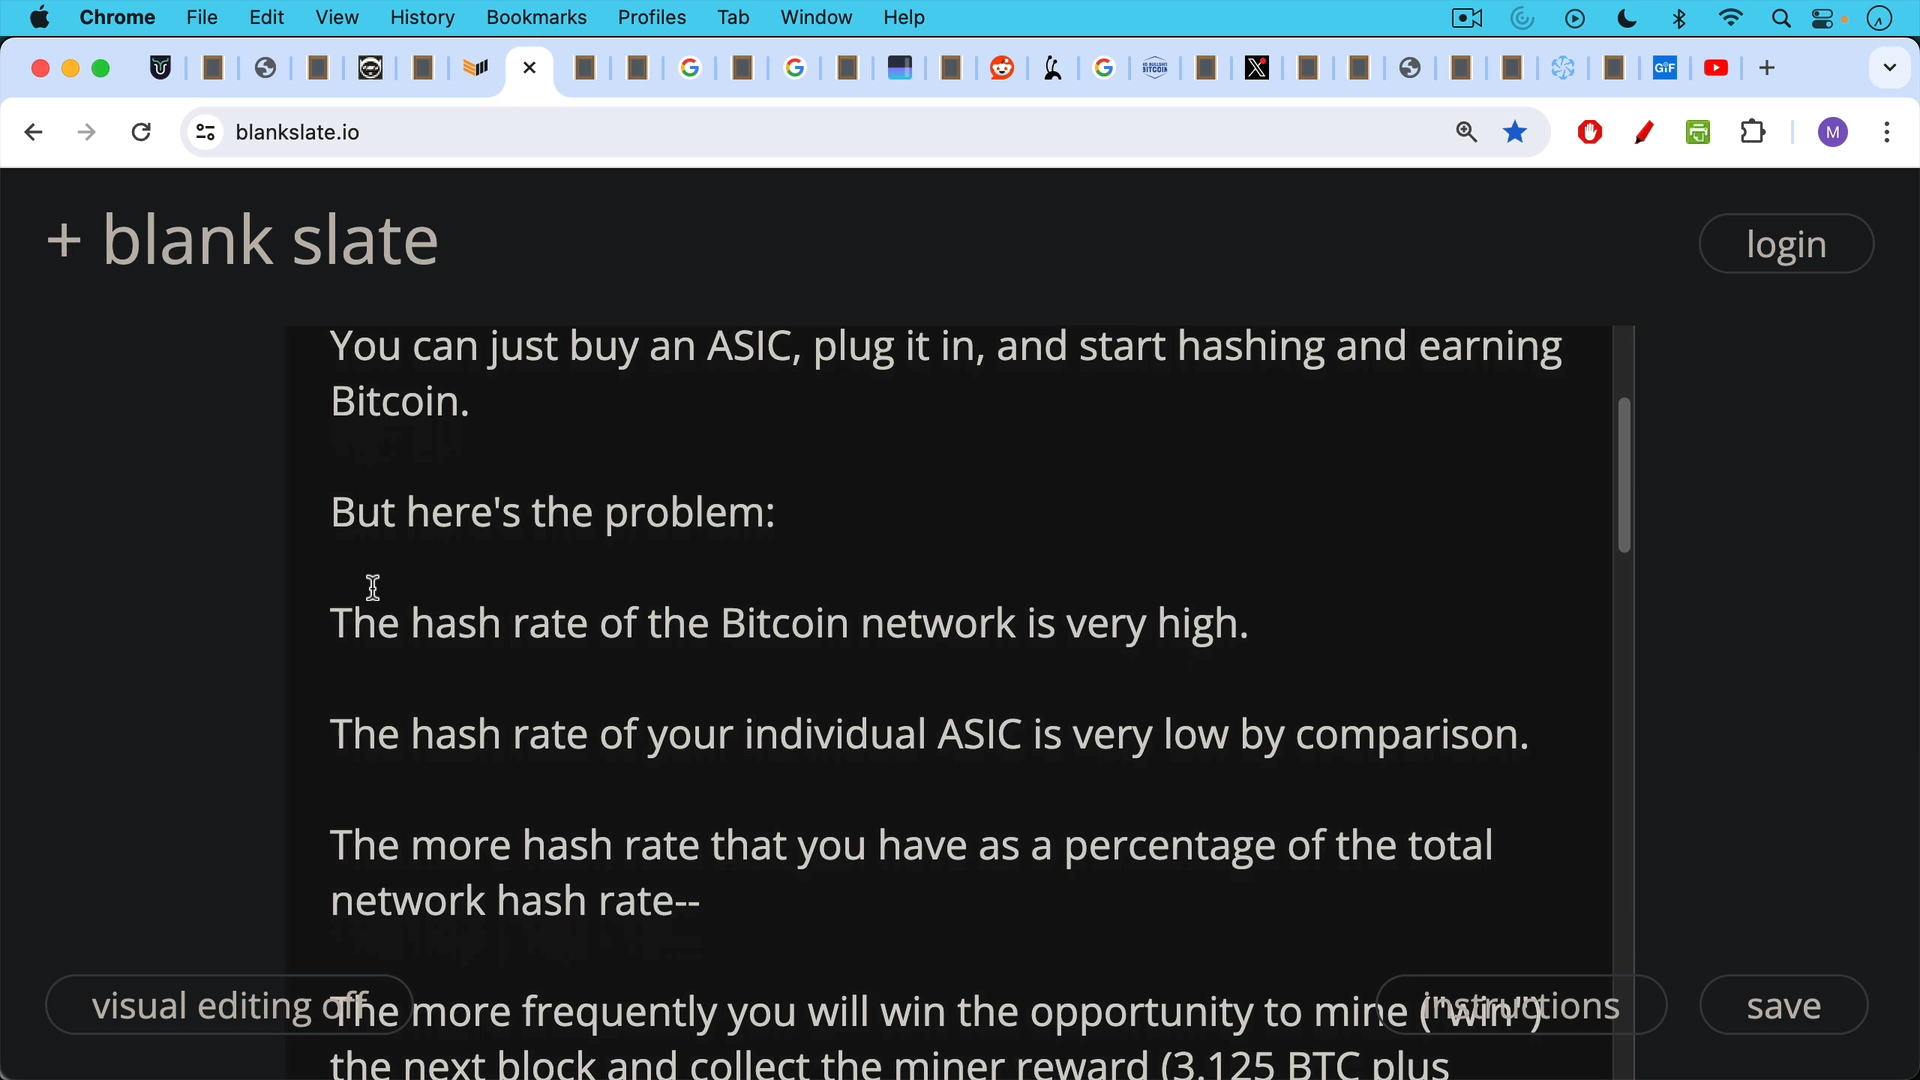 Chrome File Edit View History Bookmarks Profiles Tab Window Help
GIF
blankslate.io
M
+ blank slate
login
You can just buy an ASIC, plug it in, and start hashing and earning
Bitcoin.
But here's the problem:
The hash rate of the Bitcoin network is very high.
The hash rate of your individual ASIC is very low by comparison.
The more hash rate that you have as a percentage of the total
network hash rate--
The more frequently you will win the opportunity to mine ("win")
the next block and collect the miner reward (3.125 BTC plus
visual editing off
instructions
save